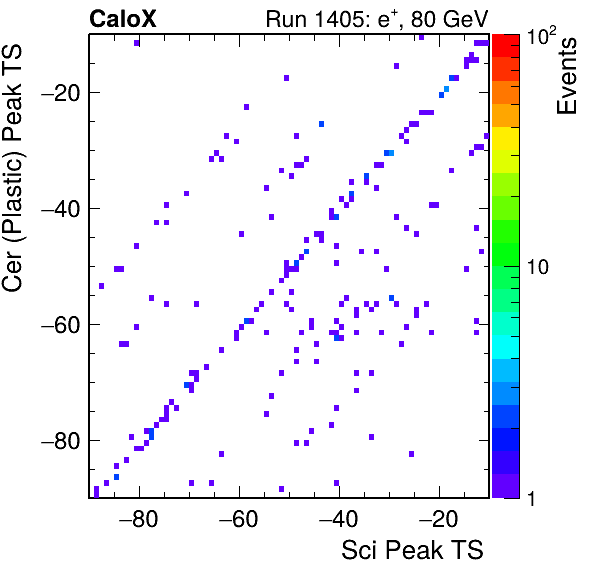 CaloX Run 1405: e⁺, 80 GeV
Cer (Plastic) Peak TS
−20
−40
−60
−80
−80 −60 −40 −20
Sci Peak TS
10²
10
1
Events